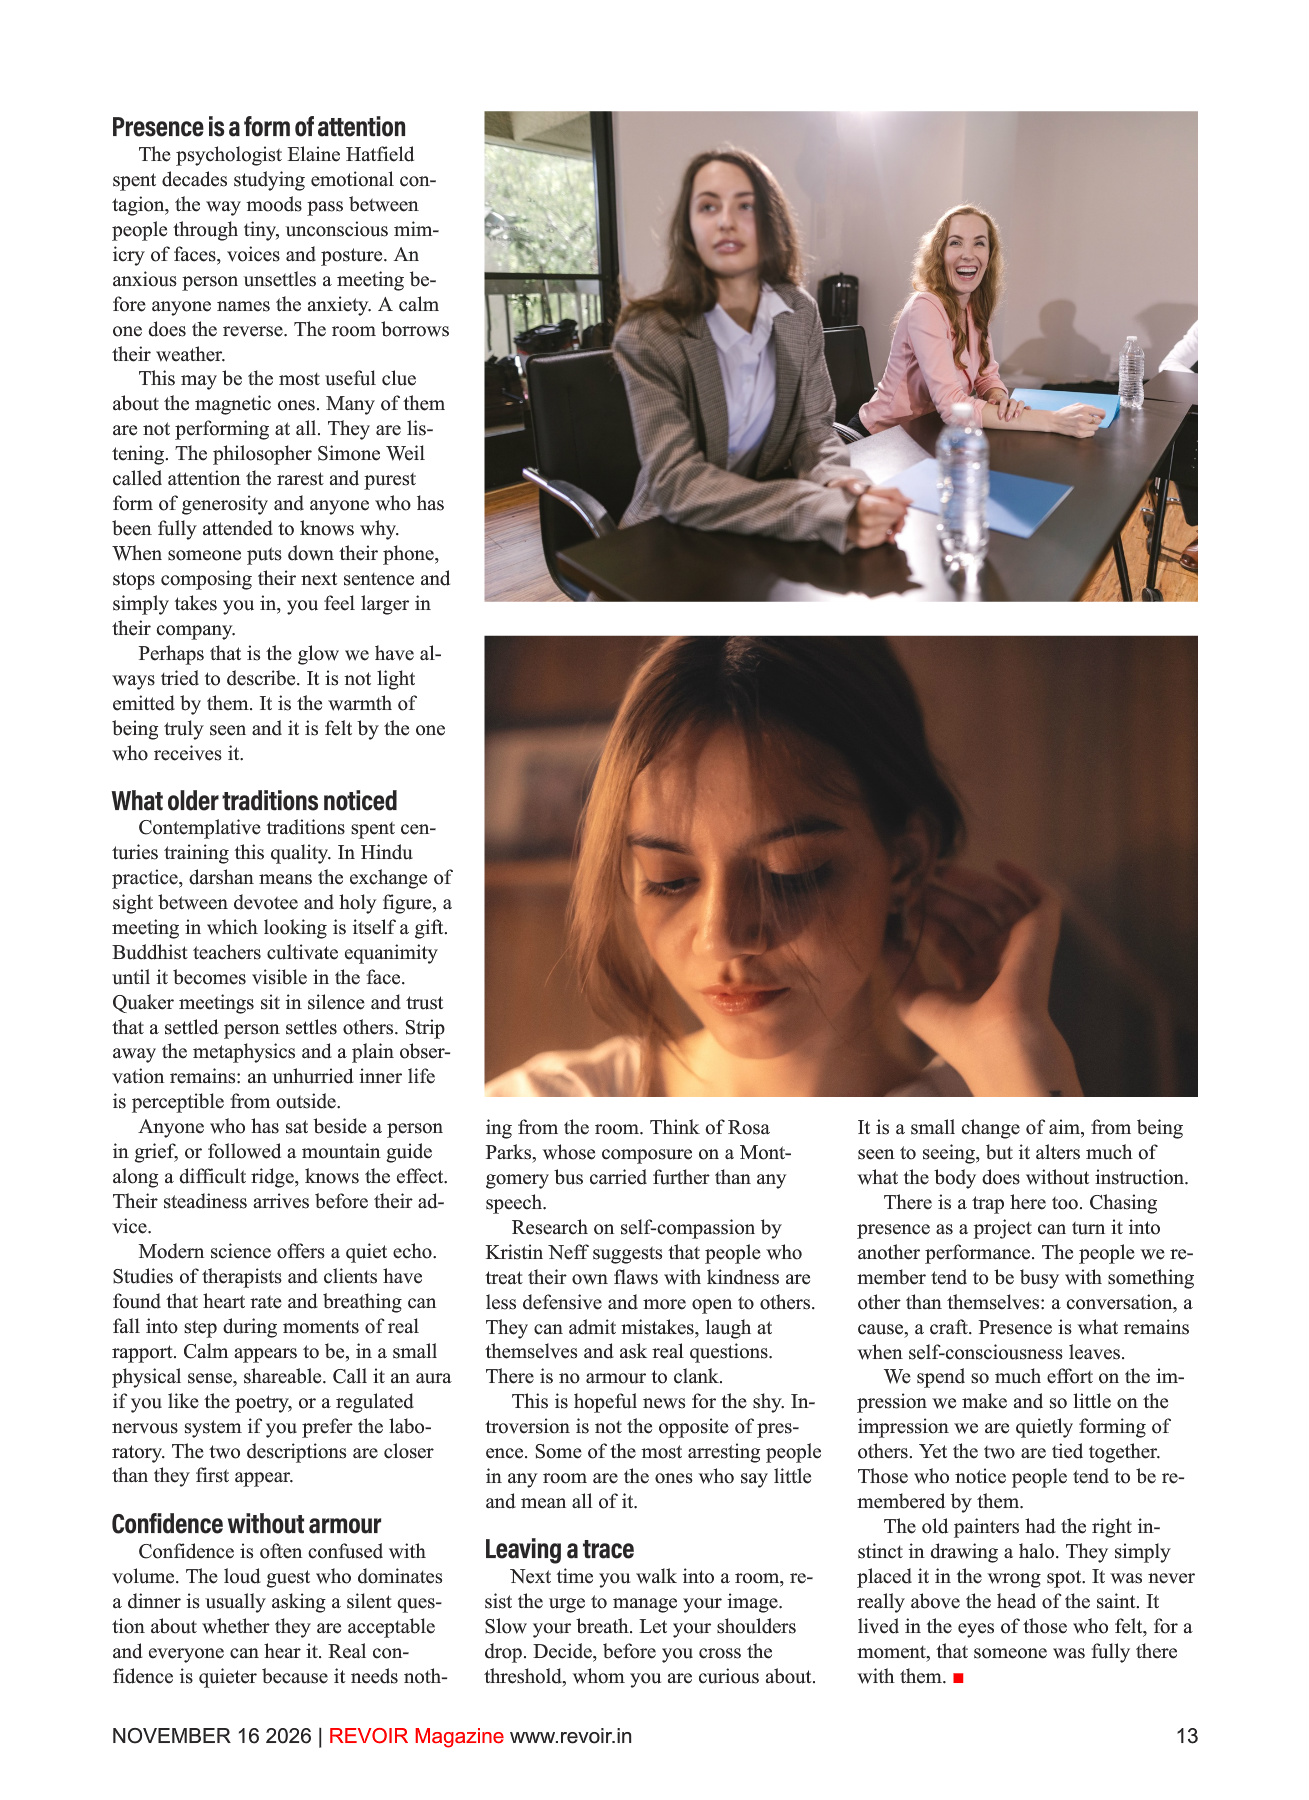 Presence is a form of attention
The psychologist Elaine Hatfield
spent decades studying emotional con-
tagion, the way moods pass between
people through tiny, unconscious mim-
icry of faces, voices and posture. An
anxious person unsettles a meeting be-
fore anyone names the anxiety. A calm
one does the reverse. The room borrows
their weather.
This may be the most useful clue
about the magnetic ones. Many of them
are not performing at all. They are lis-
tening. The philosopher Simone Weil
called attention the rarest and purest
form of generosity and anyone who has
been fully attended to knows why.
When someone puts down their phone,
stops composing their next sentence and
simply takes you in, you feel larger in
their company.
Perhaps that is the glow we have al-
ways tried to describe. It is not light
emitted by them. It is the warmth of
being truly seen and it is felt by the one
who receives it.
What older traditions noticed
Contemplative traditions spent cen-
turies training this quality. In Hindu
practice, darshan means the exchange of
sight between devotee and holy figure, a
meeting in which looking is itself a gift.
Buddhist teachers cultivate equanimity
until it becomes visible in the face.
Quaker meetings sit in silence and trust
that a settled person settles others. Strip
away the metaphysics and a plain obser-
vation remains: an unhurried inner life
is perceptible from outside.
Anyone who has sat beside a person
in grief, or followed a mountain guide
along a difficult ridge, knows the effect.
Their steadiness arrives before their ad-
vice.
Modern science offers a quiet echo.
Studies of therapists and clients have
found that heart rate and breathing can
fall into step during moments of real
rapport. Calm appears to be, in a small
physical sense, shareable. Call it an aura
if you like the poetry, or a regulated
nervous system if you prefer the labo-
ratory. The two descriptions are closer
than they first appear.
Confidence without armour
Confidence is often confused with
volume. The loud guest who dominates
a dinner is usually asking a silent ques-
tion about whether they are acceptable
and everyone can hear it. Real con-
fidence is quieter because it needs noth-
ing from the room. Think of Rosa
Parks, whose composure on a Mont-
gomery bus carried further than any
speech.
Research on self-compassion by
Kristin Neff suggests that people who
treat their own flaws with kindness are
less defensive and more open to others.
They can admit mistakes, laugh at
themselves and ask real questions.
There is no armour to clank.
This is hopeful news for the shy. In-
troversion is not the opposite of pres-
ence. Some of the most arresting people
in any room are the ones who say little
and mean all of it.
Leaving a trace
Next time you walk into a room, re-
sist the urge to manage your image.
Slow your breath. Let your shoulders
drop. Decide, before you cross the
threshold, whom you are curious about.
It is a small change of aim, from being
seen to seeing, but it alters much of
what the body does without instruction.
There is a trap here too. Chasing
presence as a project can turn it into
another performance. The people we re-
member tend to be busy with something
other than themselves: a conversation, a
cause, a craft. Presence is what remains
when self-consciousness leaves.
We spend so much effort on the im-
pression we make and so little on the
impression we are quietly forming of
others. Yet the two are tied together.
Those who notice people tend to be re-
membered by them.
The old painters had the right in-
stinct in drawing a halo. They simply
placed it in the wrong spot. It was never
really above the head of the saint. It
lived in the eyes of those who felt, for a
moment, that someone was fully there
with them.
NOVEMBER 16 2026 | REVOIR Magazine www.revoir.in
13